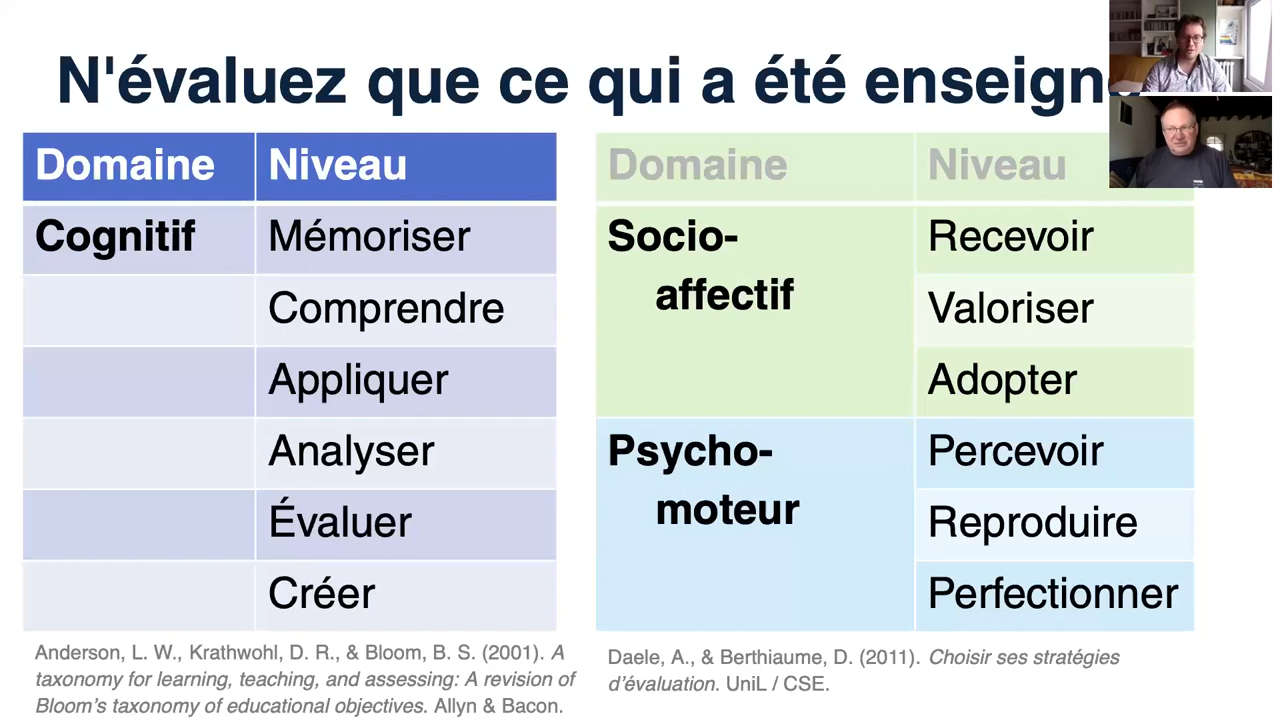 N'évaluez que ce qui a été enseigné
Domaine Niveau
Cognitif Mémoriser
Comprendre
Appliquer
Analyser
Évaluer
Créer
Anderson, L. W., Krathwohl, D. R., & Bloom, B. S. (2001). A
taxonomy for learning, teaching, and assessing: A revision of
Bloom’s taxonomy of educational objectives. Allyn & Bacon.
Domaine Niveau
Socio- Recevoir
affectif Valoriser
Adopter
Psycho- Percevoir
moteur Reproduire
Perfectionner
Daele, A., & Berthiaume, D. (2011). Choisir ses stratégies
d’évaluation. UniL / CSE.